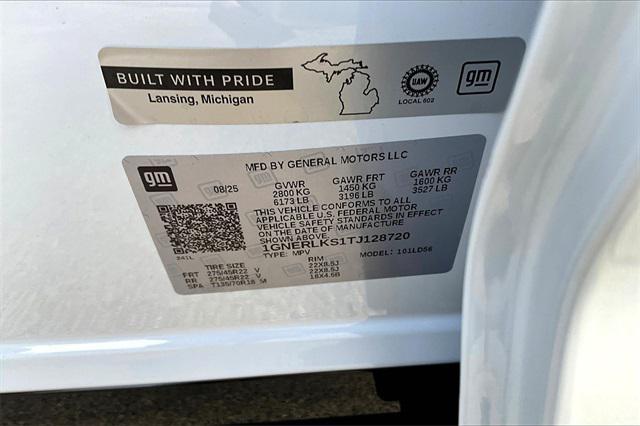 BUILT WITH PRIDE
Lansing, Michigan
UAW
LOCAL 602
gm
MFD BY GENERAL MOTORS LLC
gm
08/25
GVWR GAWR FRT GAWR RR
2800 KG 1450 KG 1600 KG
6173 LB 3196 LB 3527 LB
THIS VEHICLE CONFORMS TO ALL
APPLICABLE U.S. FEDERAL MOTOR
VEHICLE SAFETY STANDARDS IN EFFECT
ON THE DATE OF MANUFACTURE
1GNERLKS1TJ128720
TYPE: MPV MODEL: 101LD56
241L
TIRE SIZE RIM
FRT 275/45R22 V 22X8.5J
RR 275/45R22 V 22X8.5J
SPA T135/70R18 M 18X4.5B